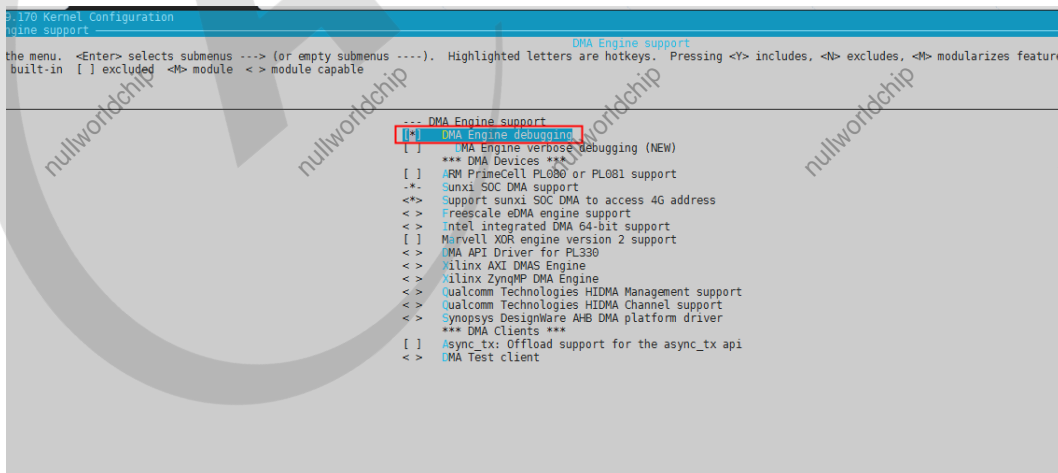 9.170 Kernel Configuration
ngine support
DMA Engine support
the menu.  <Enter> selects submenus ---> (or empty submenus ----).  Highlighted letters are hotkeys.  Pressing <Y> includes, <N> excludes, <M> modularizes feature
built-in  [ ] excluded  <M> module  < > module capable
--- DMA Engine support
[*]   DMA Engine debugging
[ ]     DMA Engine verbose debugging (NEW)
*** DMA Devices ***
[ ]   ARM PrimeCell PL080 or PL081 support
-*-   Sunxi SOC DMA support
<*>   Support sunxi SOC DMA to access 4G address
< >   Freescale eDMA engine support
< >   Intel integrated DMA 64-bit support
[ ]   Marvell XOR engine version 2 support
< >   DMA API Driver for PL330
< >   Xilinx AXI DMAS Engine
< >   Xilinx ZynqMP DMA Engine
< >   Qualcomm Technologies HIDMA Management support
< >   Qualcomm Technologies HIDMA Channel support
< >   Synopsys DesignWare AHB DMA platform driver
*** DMA Clients ***
[ ]   Async_tx: Offload support for the async_tx api
< >   DMA Test client
nullworldchip
nullworldchip
nullworldchip
nullworldchip
nullworldchip
nullworldchip